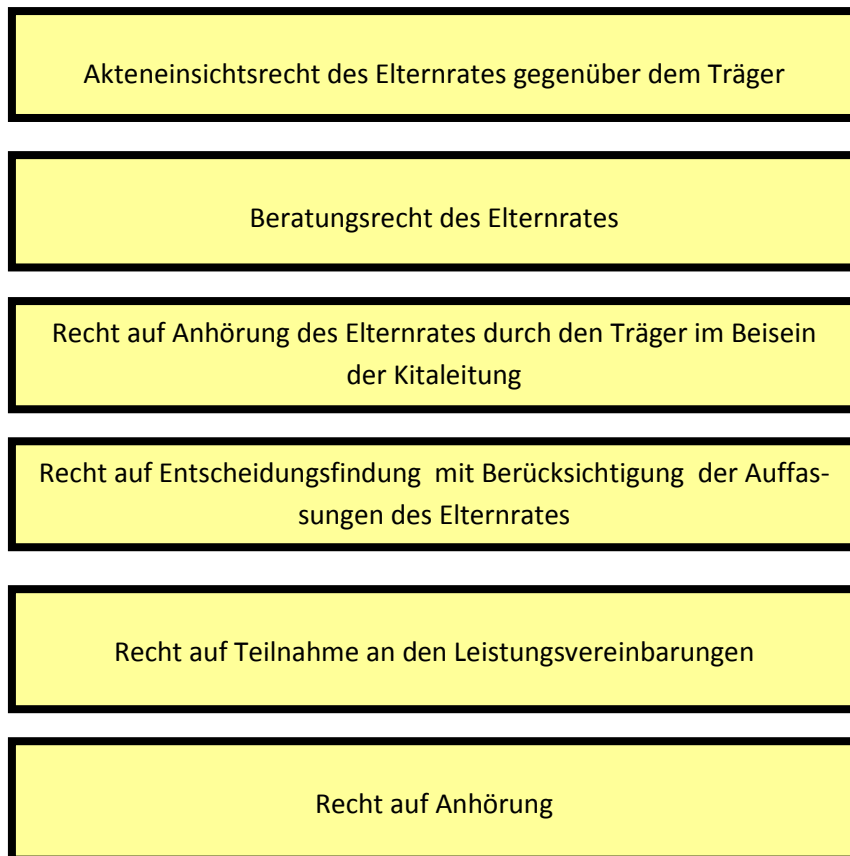 Akteneinsichtsrecht des Elternrates gegenüber dem Träger
Beratungsrecht des Elternrates
Recht auf Anhörung des Elternrates durch den Träger im Beisein
der Kitaleitung
Recht auf Entscheidungsfindung  mit Berücksichtigung  der Auffas-
sungen des Elternrates
Recht auf Teilnahme an den Leistungsvereinbarungen
Recht auf Anhörung